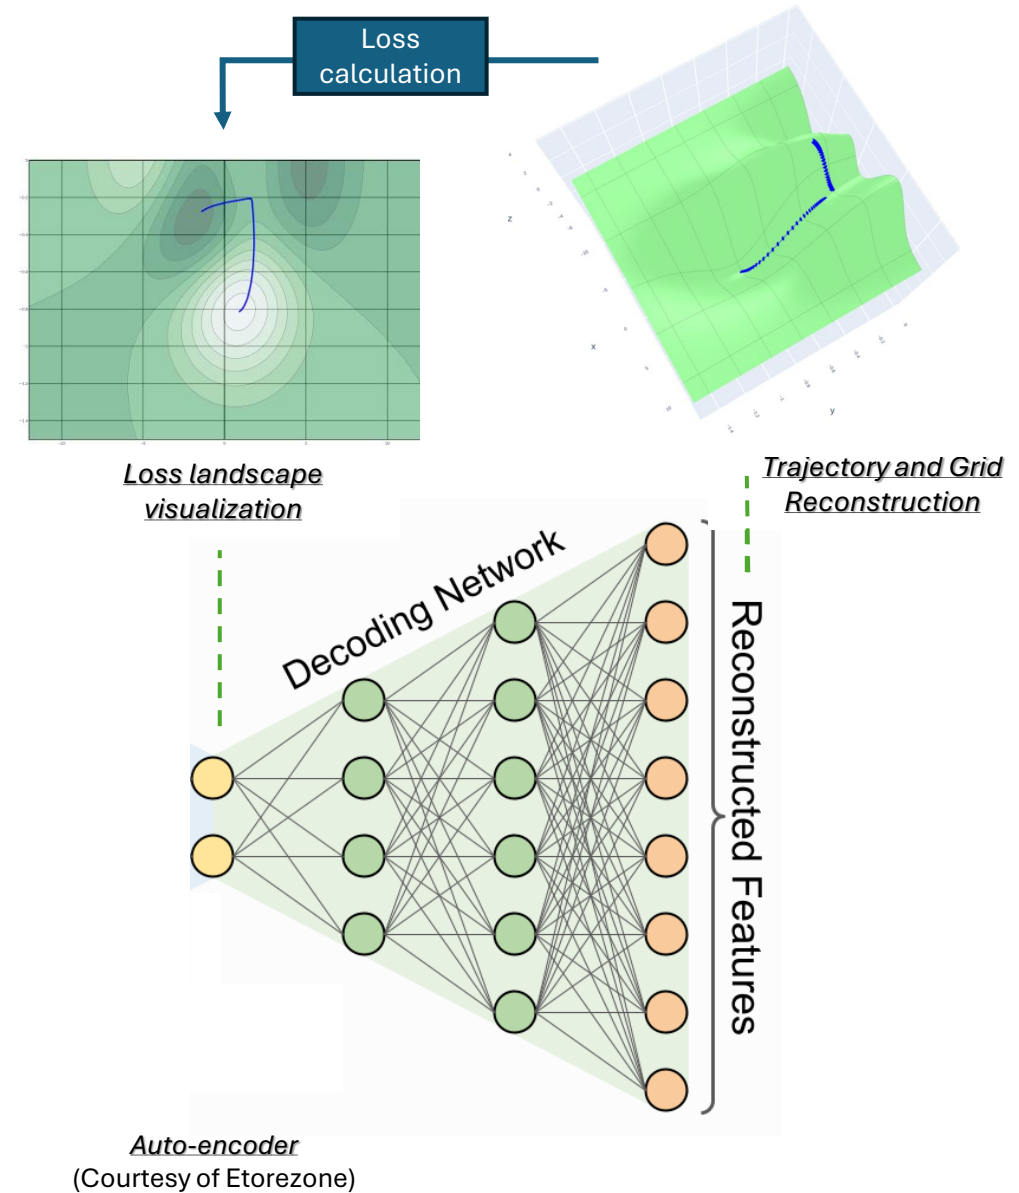 Loss
calculation
z
x
y
Loss landscape
visualization
Trajectory and Grid
Reconstruction
Decoding Network
Reconstructed Features
Auto-encoder
(Courtesy of Etorezone)